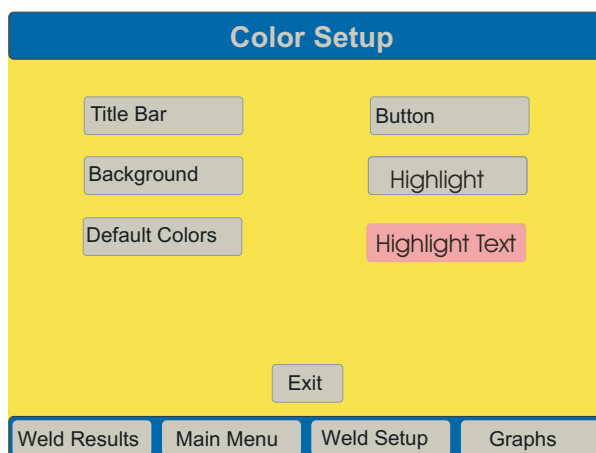 Color Setup
Title Bar
Button
Background
Highlight
Default Colors
Highlight Text
Exit
Weld Results
Main Menu
Weld Setup
Graphs